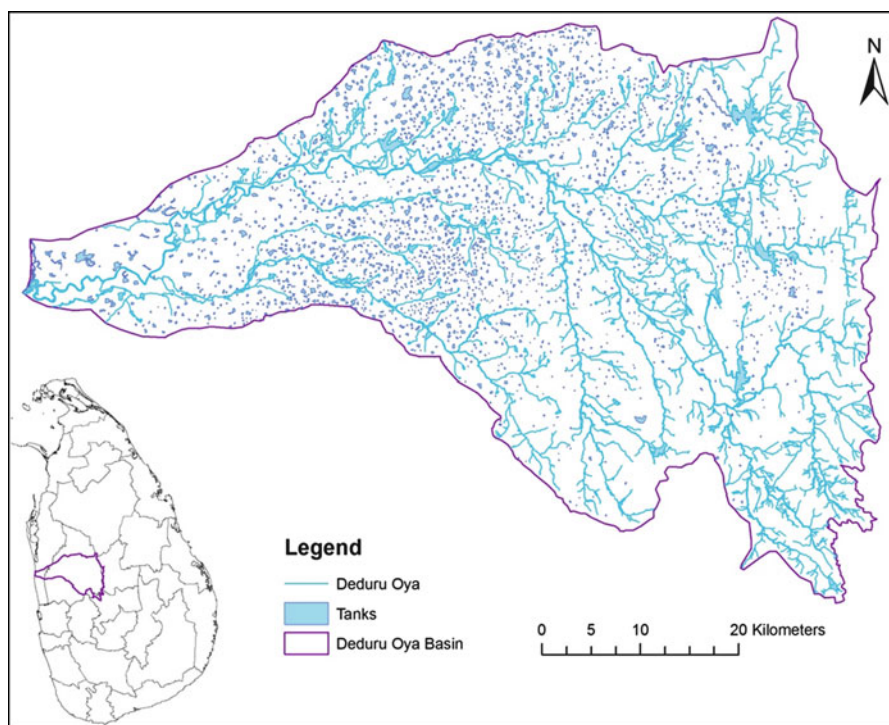 N
Legend
Deduru Oya
Tanks
Deduru Oya Basin
0 5 10 20 Kilometers